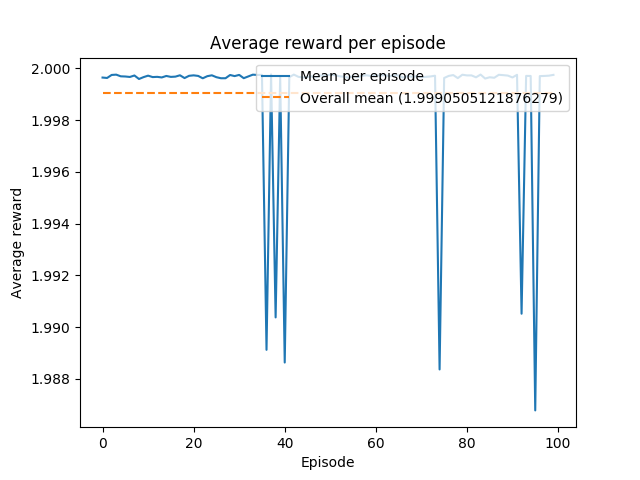 Average reward per episode
2.000
1.998
1.996
1.994
1.992
1.990
1.988
Average reward
Mean per episode
Overall mean (1.9990505121876279)
0 20 40 60 80 100
Episode